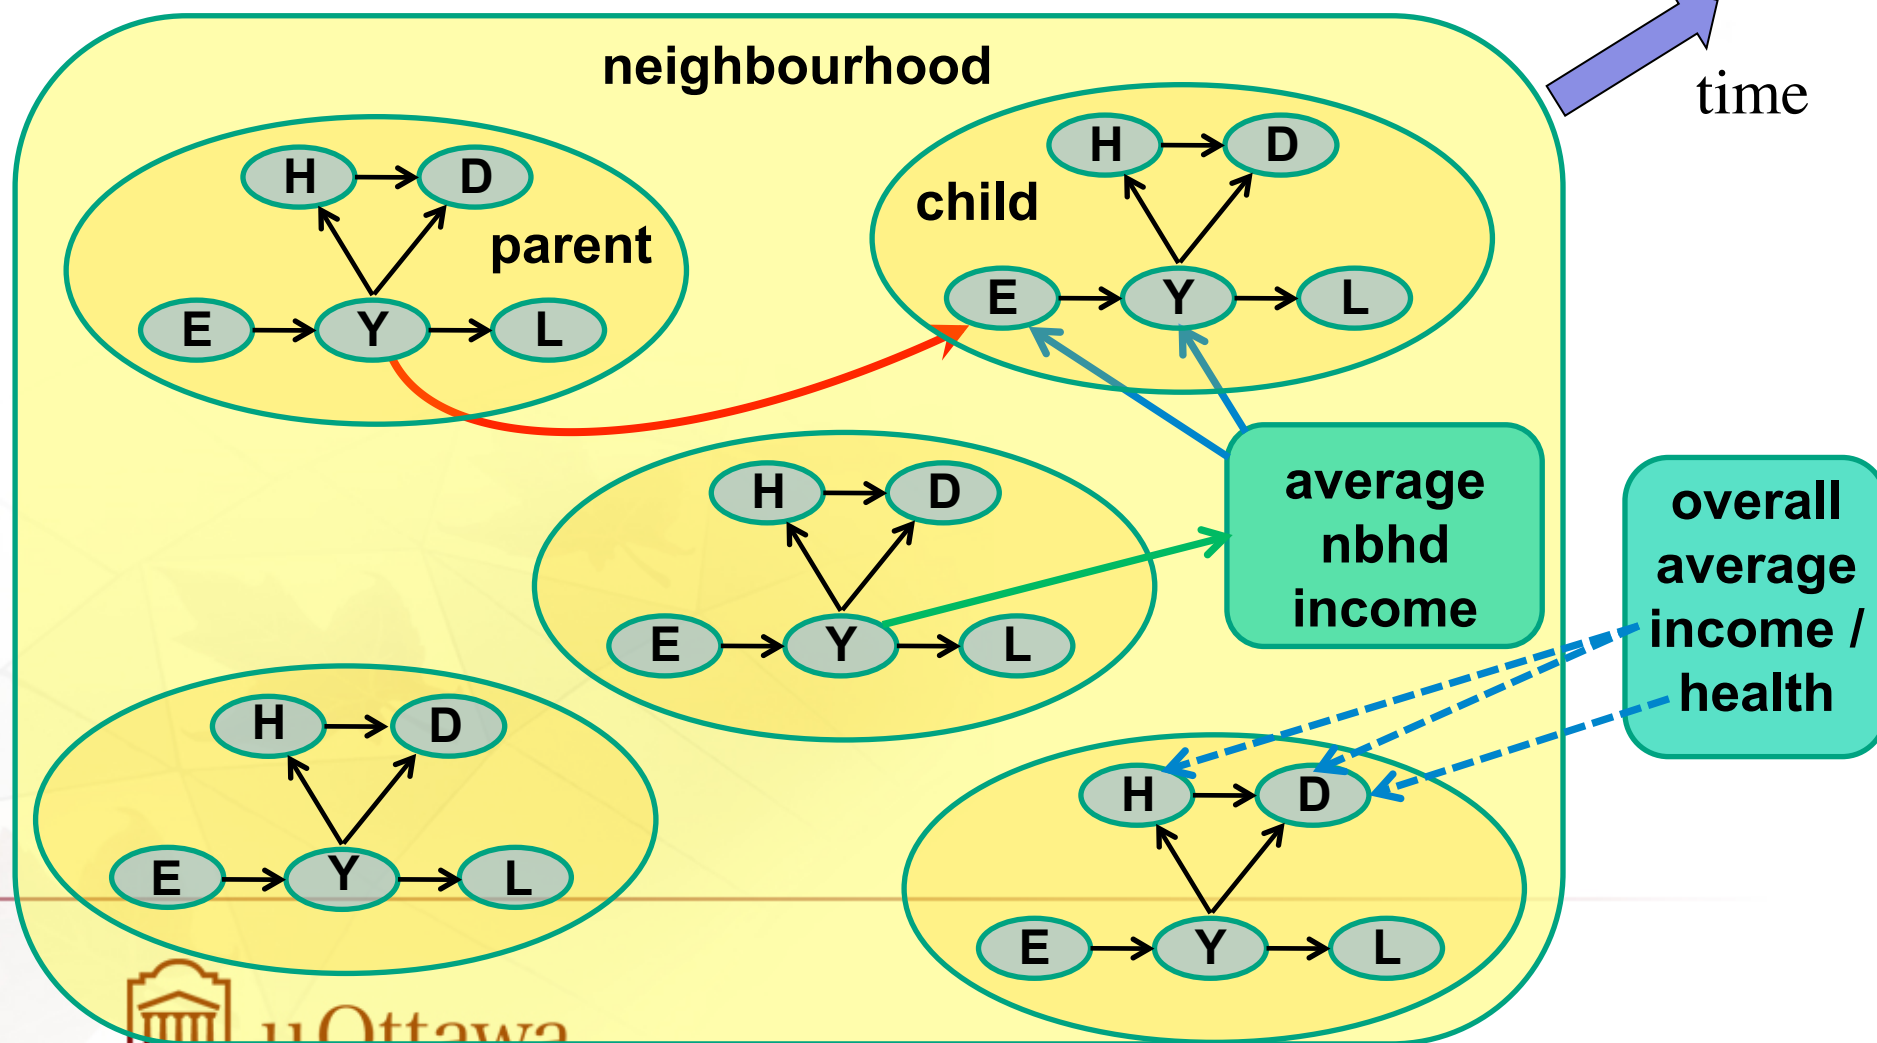 neighbourhood
time
H D
parent
E Y L
H D
child
E Y L
H D
E Y L
average
nbhd
income
overall
average
income /
health
H D
E Y L
H D
E Y L
uOttawa